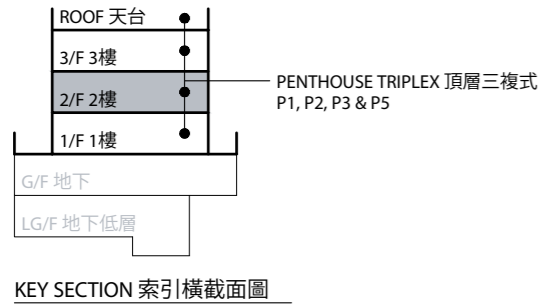 ROOF 天台
3/F 3樓
PENTHOUSE TRIPLEX 頂層三複式
P1, P2, P3 & P5
2/F 2樓
1/F 1樓
G/F 地下
LG/F 地下低層
KEY SECTION 索引橫截面圖